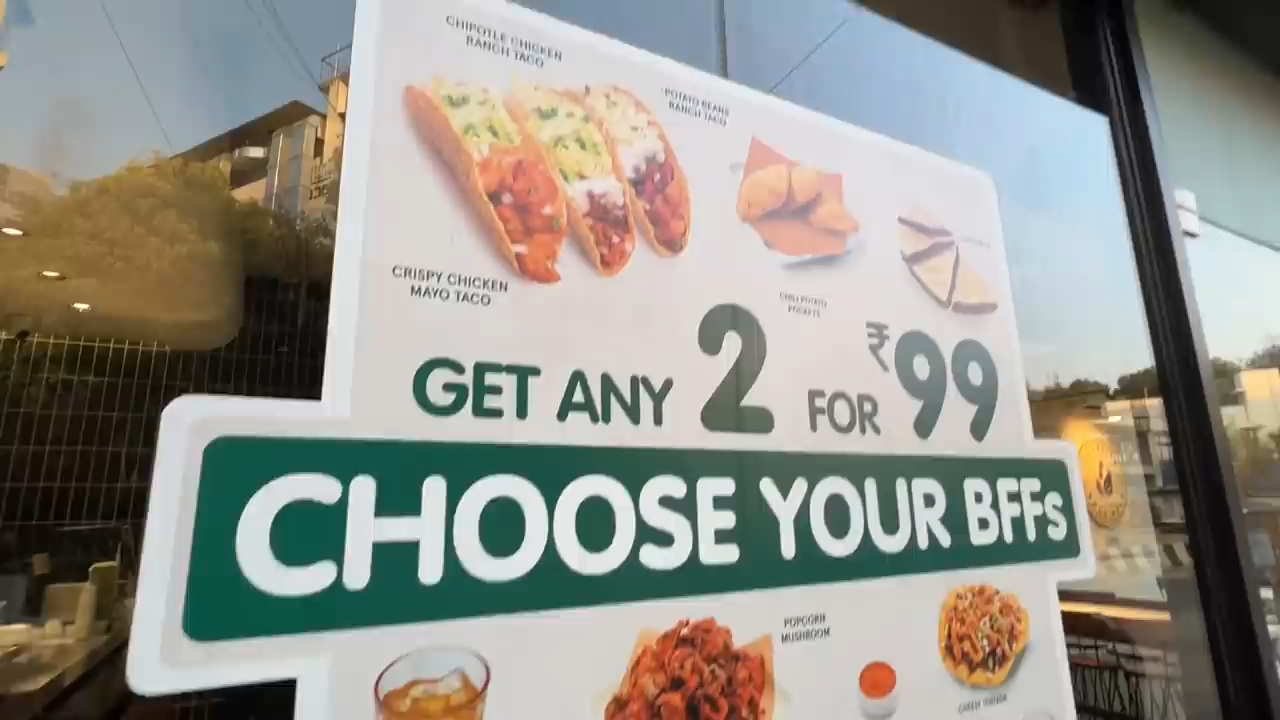 CHIPOTLE CHICKEN
RANCH TACO
POTATO BEANS
RANCH TACO
CRISPY CHICKEN
MAYO TACO
CHILLI POTATO
POCKETS
GET ANY 2 FOR ₹99
CHOOSE YOUR BFFs
POPCORN
MUSHROOM